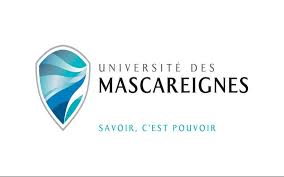 UNIVERSITÉ DES
MASCAREIGNES
SAVOIR, C'EST POUVOIR